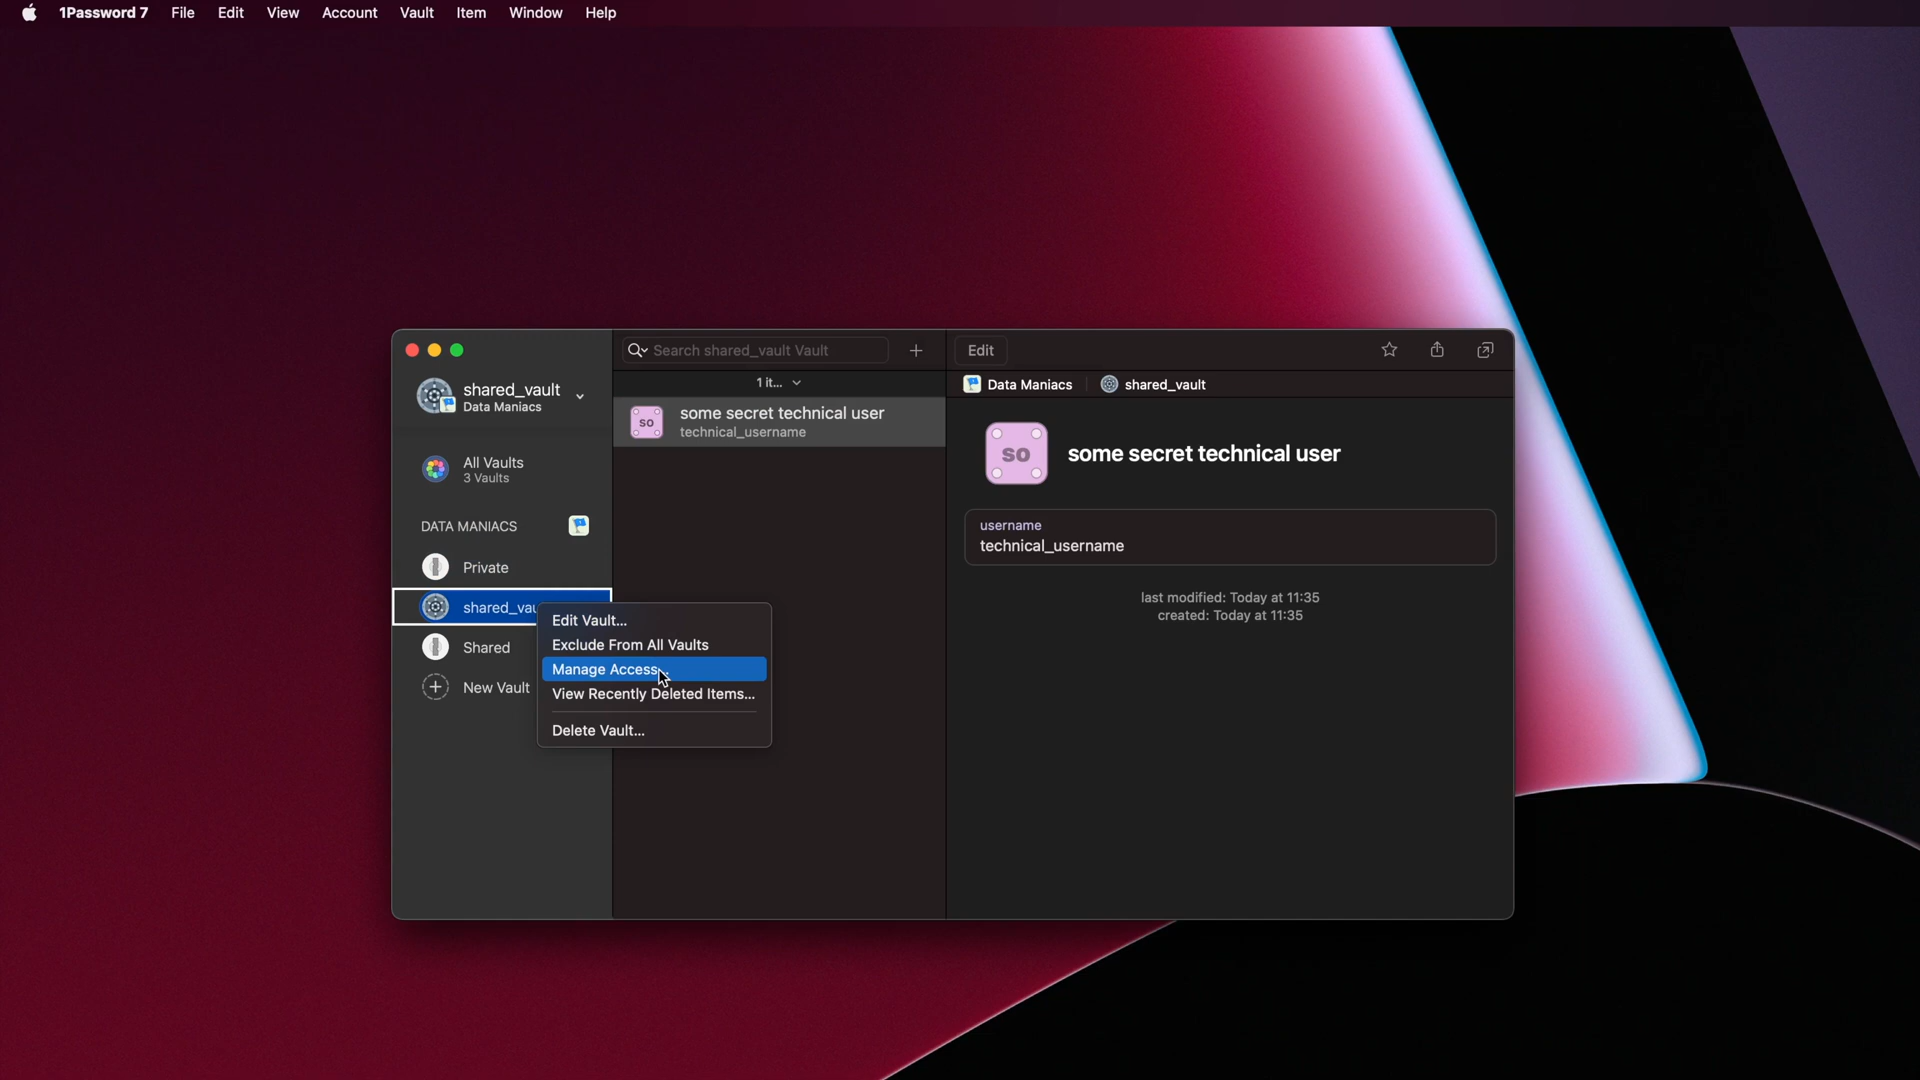 1Password 7 File Edit View Account Vault Item Window Help
shared_vault
Data Maniacs
All Vaults
3 Vaults
DATA MANIACS
Private
shared_vau
Shared
New Vault
Edit Vault...
Exclude From All Vaults
Manage Access...
View Recently Deleted Items...
Delete Vault...
Search shared_vault Vault
1 it...
so
some secret technical user
technical_username
Edit
Data Maniacs shared_vault
so
some secret technical user
username
technical_username
last modified: Today at 11:35
created: Today at 11:35